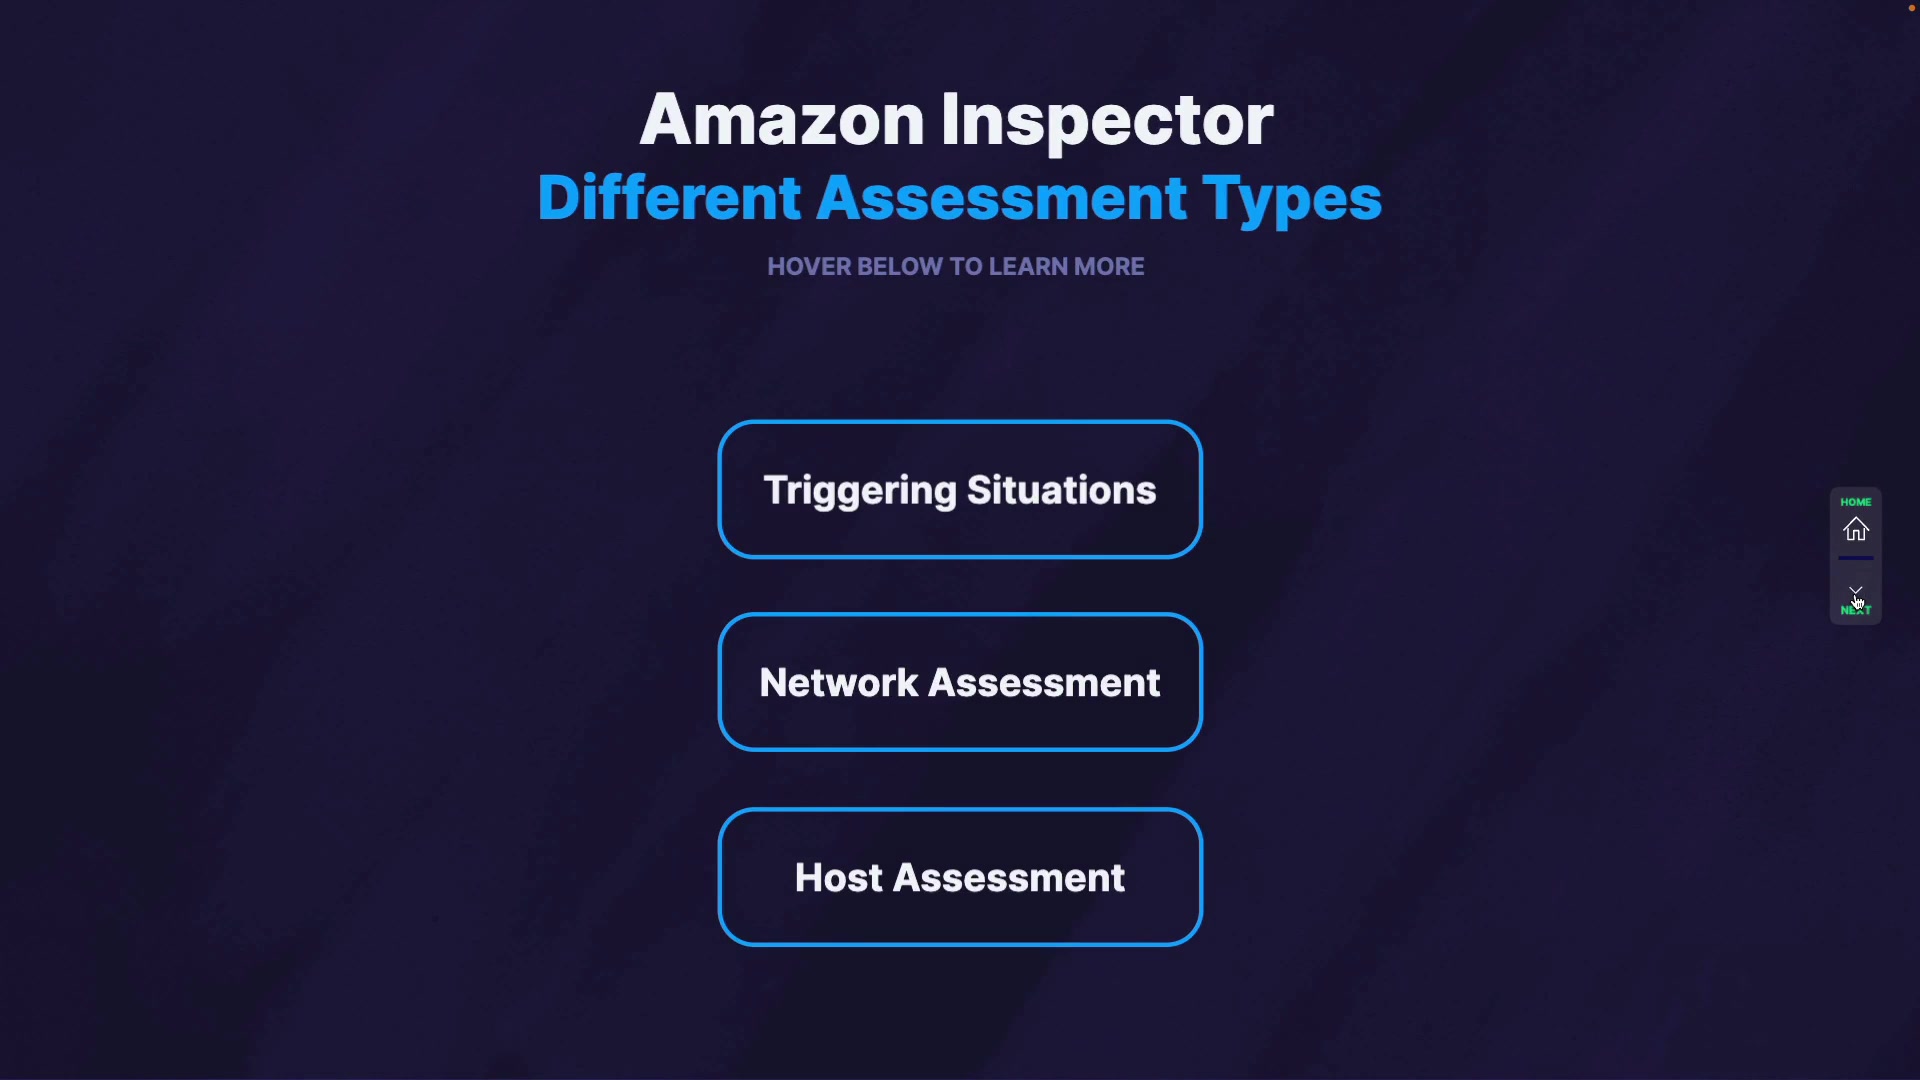 Amazon Inspector
Different Assessment Types
HOVER BELOW TO LEARN MORE
Triggering Situations
Network Assessment
Host Assessment
HOME
NEXT